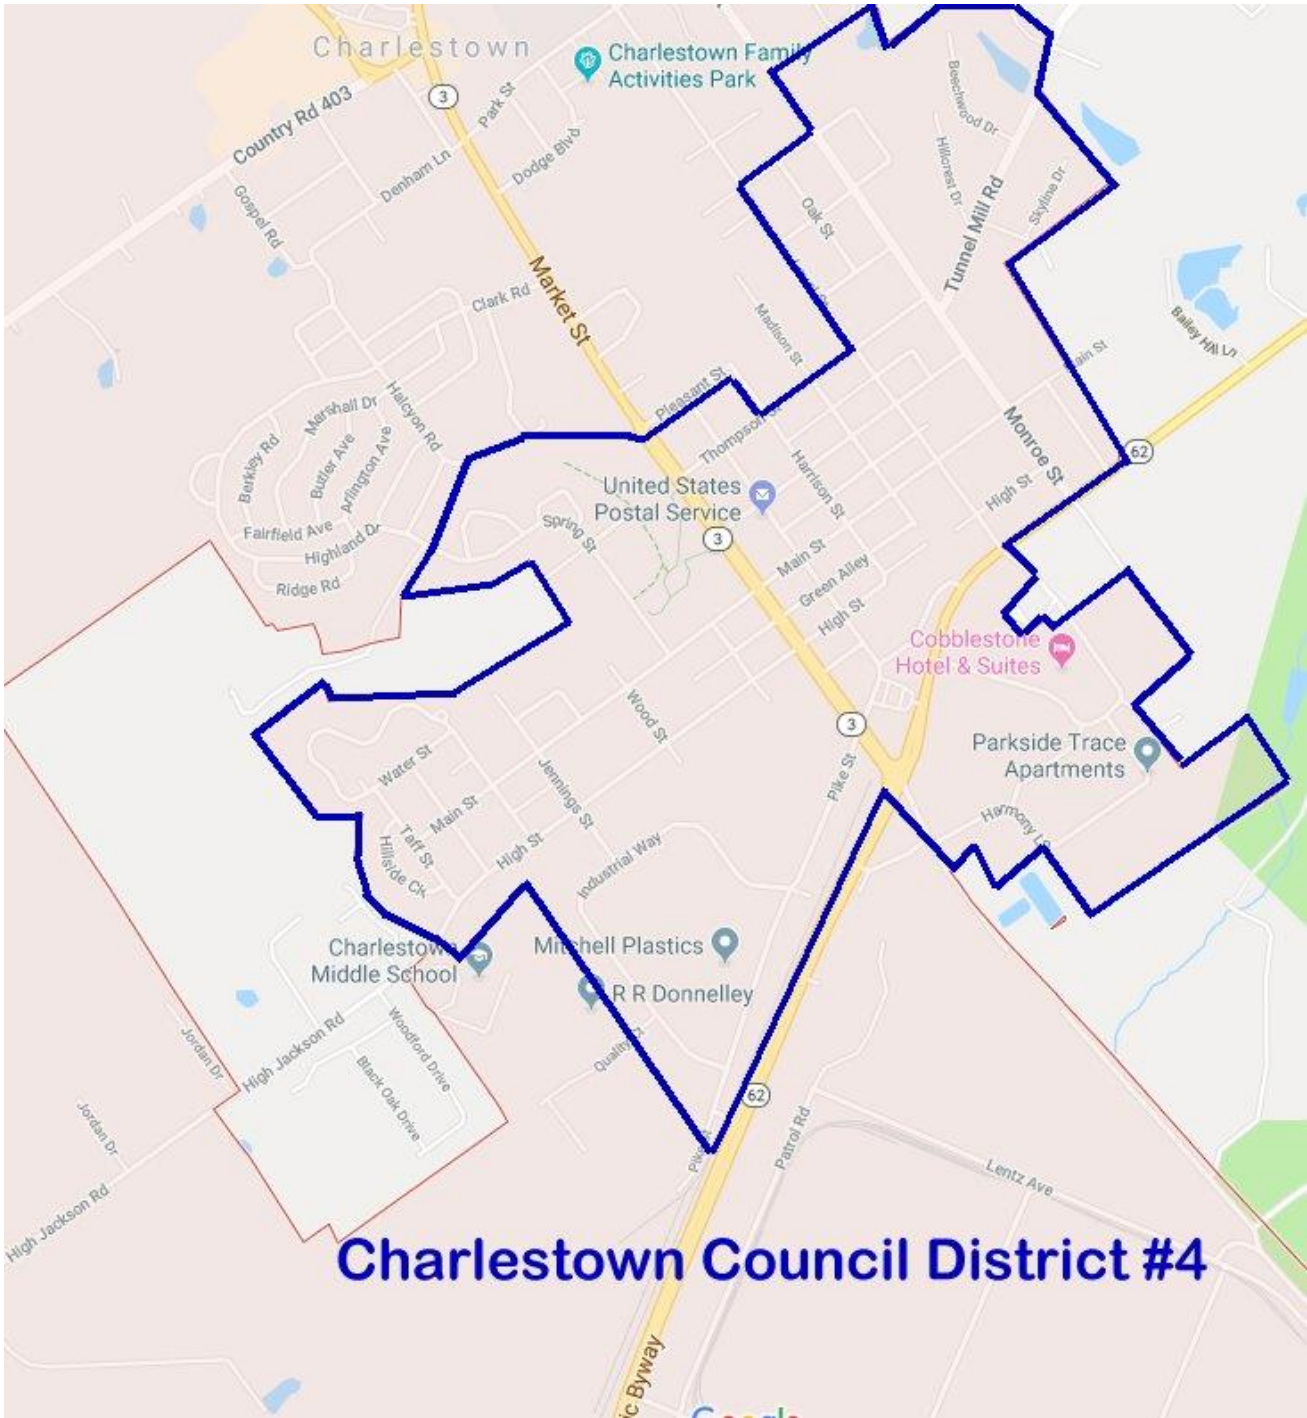 Charlestown
Charlestown Family
Activities Park
Country Rd 403
3
Park St
Dodge Blvd
Denham Ln
Gospel Rd
Beechwood Dr
Hillcrest Dr
Skyline Dr
Tunnel Mill Rd
Oak St
Market St
Clark Rd
Madison St
Bailey Hill Ln
Pleasant St
Halcyon Rd
Marshall Dr
Butler Ave
Arlington Ave
Berkley Rd
Fairfield Ave
Highland Dr
Ridge Rd
Thompson St
Monroe St
62
Harrison St
High St
United States
Postal Service
Spring St
3
Main St
Green Alley
High St
Cobblestone
Hotel & Suites
Wood St
3
Parkside Trace
Apartments
Pike St
Water St
Jennings St
Main St
Taff St
High St
Hillside Ch
Industrial Way
Harmony Ln
Charlestown
Middle School
Mitchell Plastics
R R Donnelley
Quality
High Jackson Rd
Woodford Drive
Black Oak Drive
Jordan Dr
Jordan Dr
High Jackson Rd
62
Patrol Rd
Lentz Ave
Charlestown Council District #4
ic Byway
Google